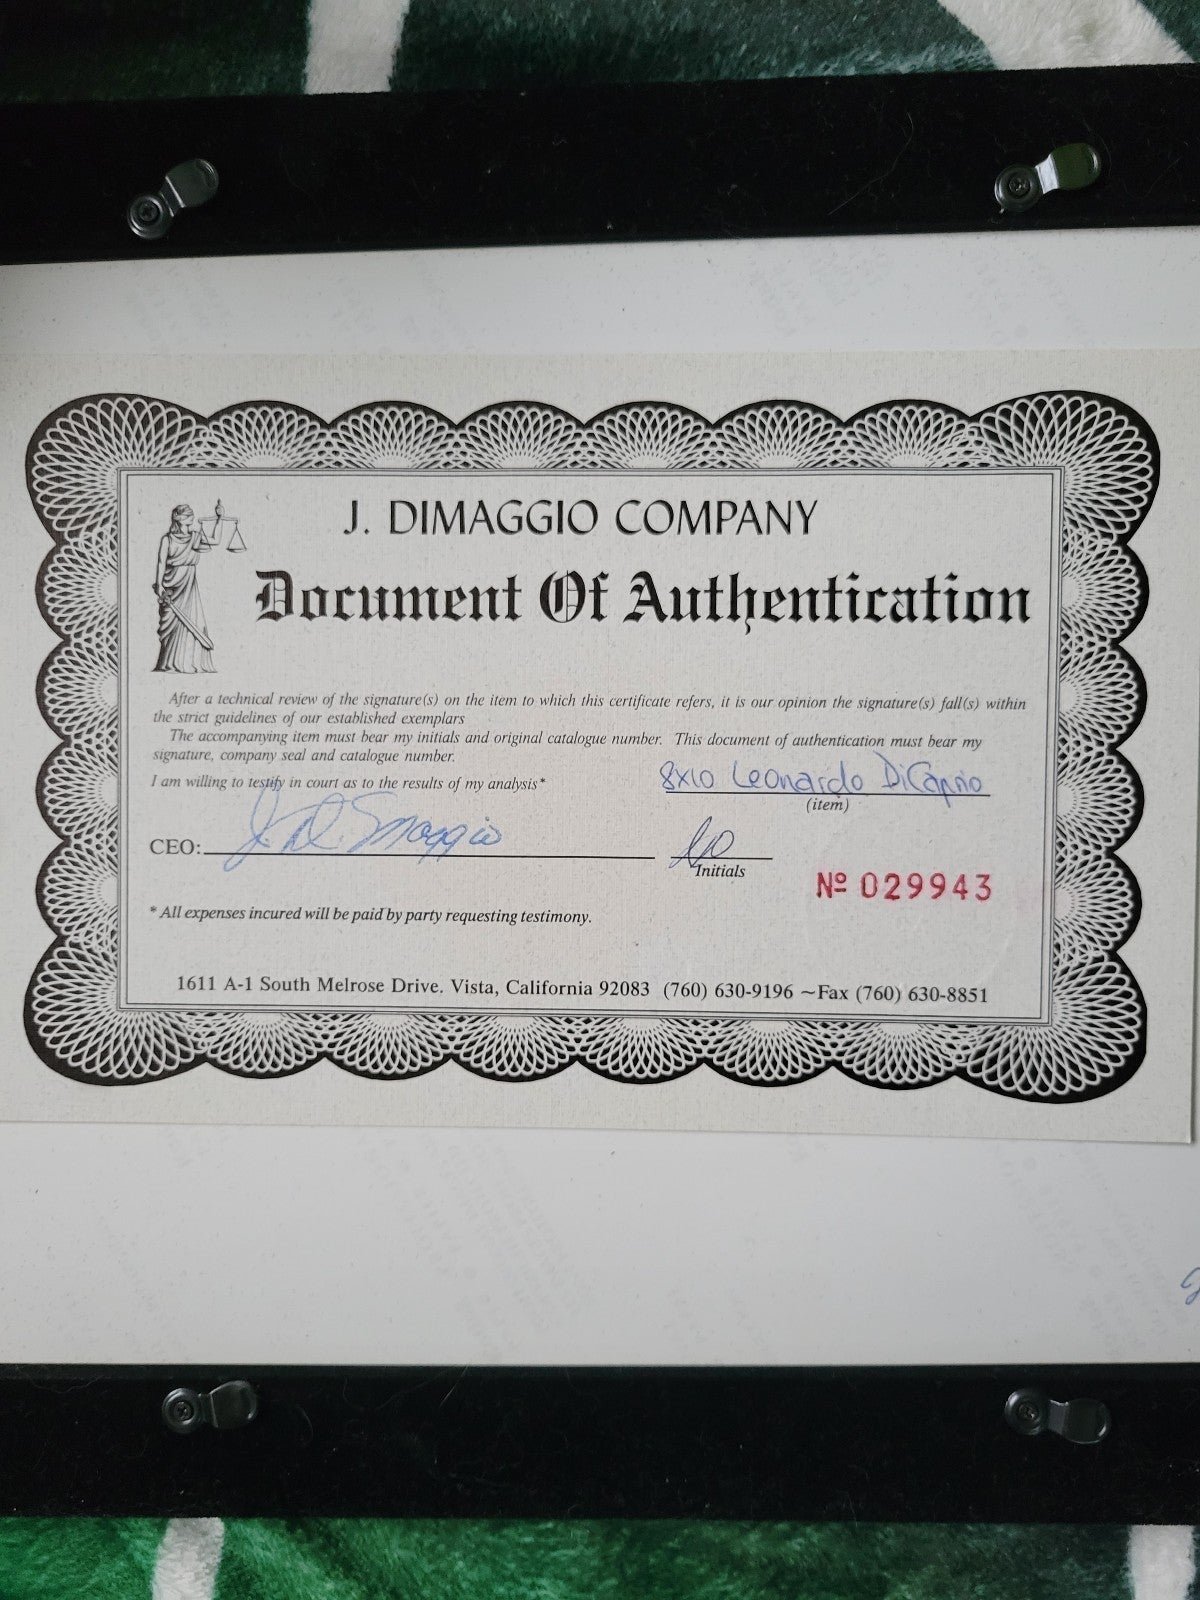 J. DIMAGGIO COMPANY
Document Of Authentication
After a technical review of the signature(s) on the item to which this certificate refers, it is our opinion the signature(s) fall(s) within
the strict guidelines of our established exemplars
The accompanying item must bear my initials and original catalogue number. This document of authentication must bear my
signature, company seal and catalogue number.
I am willing to testify in court as to the results of my analysis*
8x10 Leonardo DiCaprio
(item)
CEO: J. DiMaggio
Initials
Nº 029943
* All expenses incured will be paid by party requesting testimony.
1611 A-1 South Melrose Drive. Vista, California 92083 (760) 630-9196 ~Fax (760) 630-8851